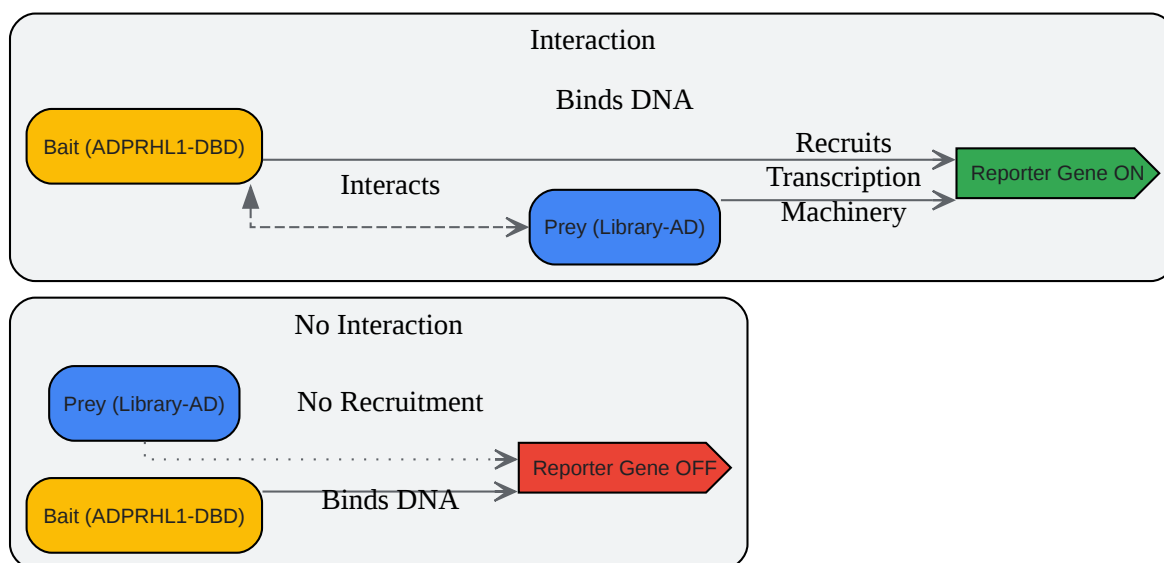 Interaction
Binds DNA
Bait (ADPRHL1-DBD)
Recruits
Transcription
Machinery
Reporter Gene ON
Interacts
Prey (Library-AD)
No Interaction
Prey (Library-AD)
No Recruitment
Reporter Gene OFF
Binds DNA
Bait (ADPRHL1-DBD)